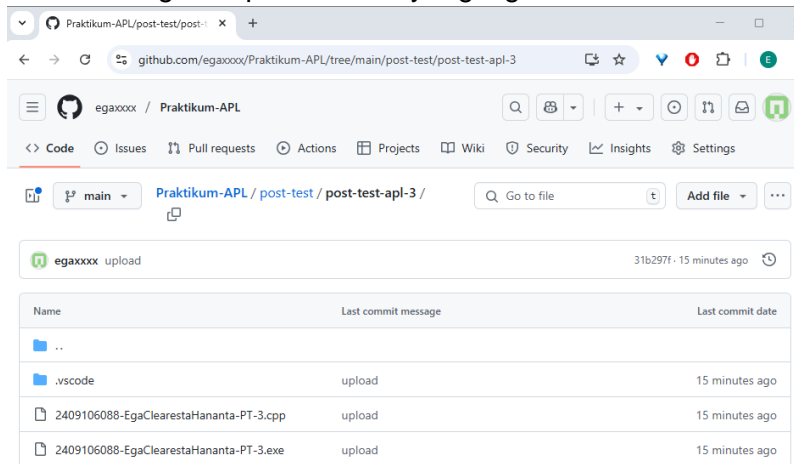 Praktikum-APL/post-test/post-t
github.com/egaxxxx/Praktikum-APL/tree/main/post-test/post-test-apl-3
E
egaxxxx / Praktikum-APL
Code Issues Pull requests Actions Projects Wiki Security Insights Settings
main Praktikum-APL / post-test / post-test-apl-3 / Go to file t Add file
egaxxxx upload 31b297f · 15 minutes ago
Name Last commit message Last commit date
..
.vscode upload 15 minutes ago
2409106088-EgaClearestaHananta-PT-3.cpp upload 15 minutes ago
2409106088-EgaClearestaHananta-PT-3.exe upload 15 minutes ago